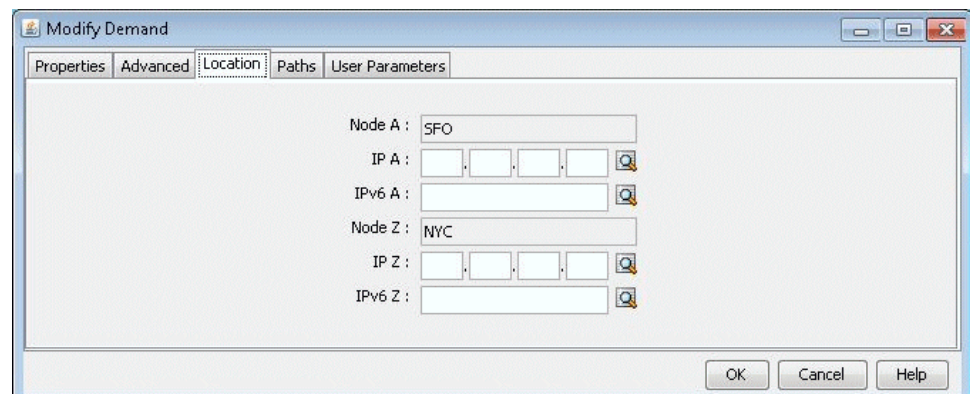 Modify Demand
Properties Advanced Location Paths User Parameters
Node A : SFO
IP A : . . .
IPv6 A :
Node Z : NYC
IP Z : . . .
IPv6 Z :
OK Cancel Help